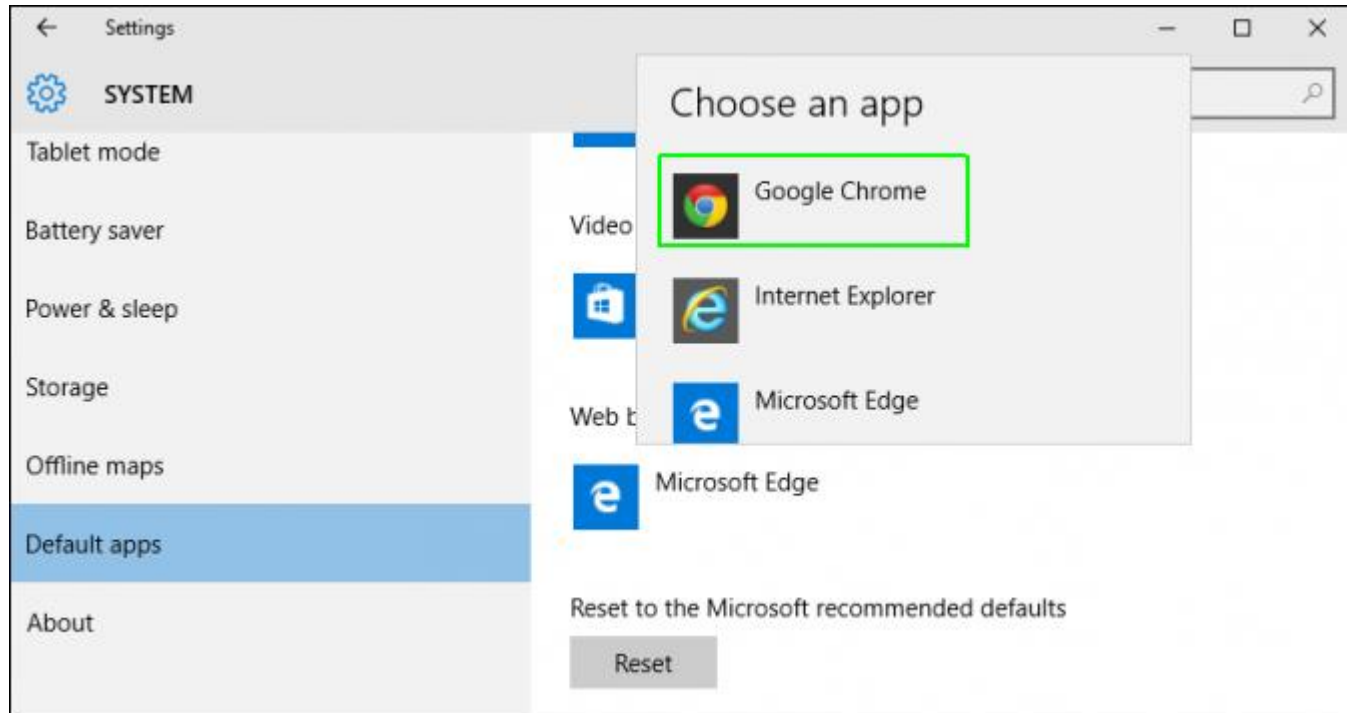 Settings
SYSTEM
Tablet mode
Battery saver
Power & sleep
Storage
Offline maps
Default apps
About
Video
Web
Microsoft Edge
Reset to the Microsoft recommended defaults
Reset
Choose an app
Google Chrome
Internet Explorer
Microsoft Edge